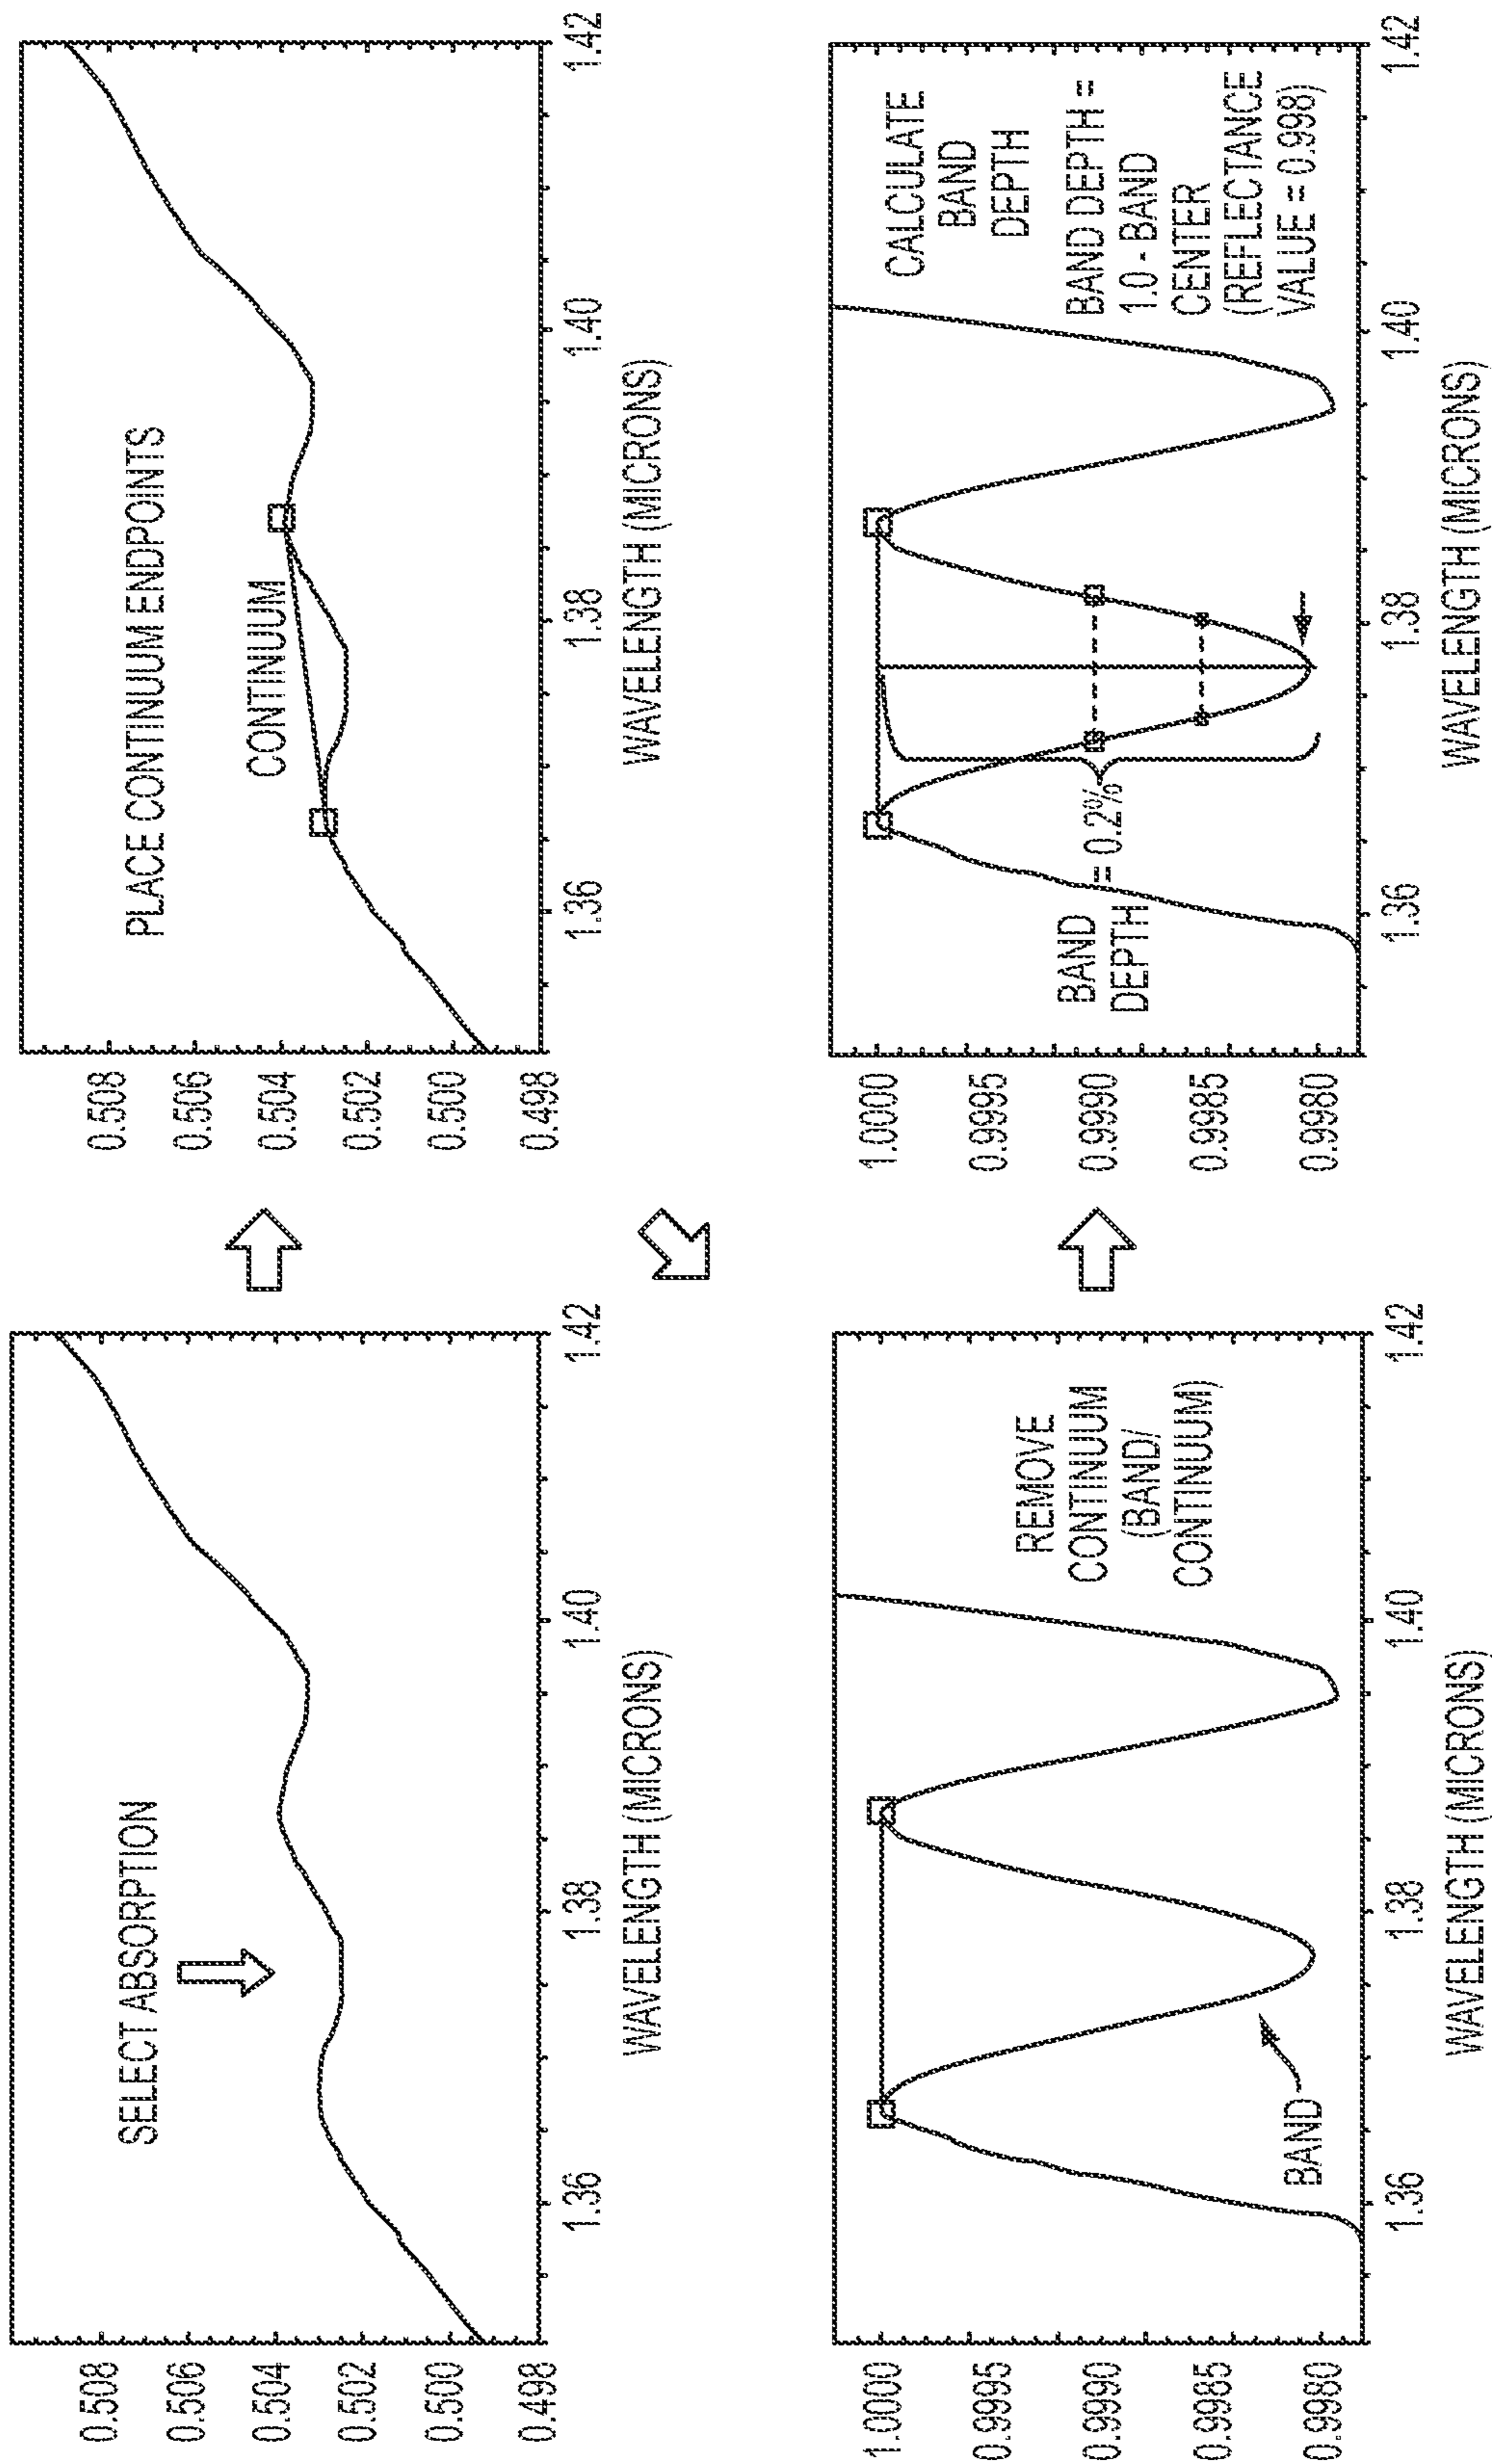 SELECT ABSORPTION
0.508
0.506
0.504
0.502
0.500
0.498
1.36
1.38
1.40
1.42
WAVELENGTH (MICRONS)
PLACE CONTINUUM ENDPOINTS
CONTINUUM
0.508
0.506
0.504
0.502
0.500
0.498
1.36
1.38
1.40
1.42
WAVELENGTH (MICRONS)
REMOVE
CONTINUUM
(BAND/
CONTINUUM)
BAND
1.0000
0.9995
0.9990
0.9985
0.9980
1.36
1.38
1.40
1.42
WAVELENGTH (MICRONS)
CALCULATE
BAND
DEPTH
BAND DEPTH =
1.0 - BAND
CENTER
(REFLECTANCE
VALUE = 0.998)
BAND
DEPTH
= 0.2%
1.0000
0.9995
0.9990
0.9985
0.9980
1.36
1.38
1.40
1.42
WAVELENGTH (MICRONS)